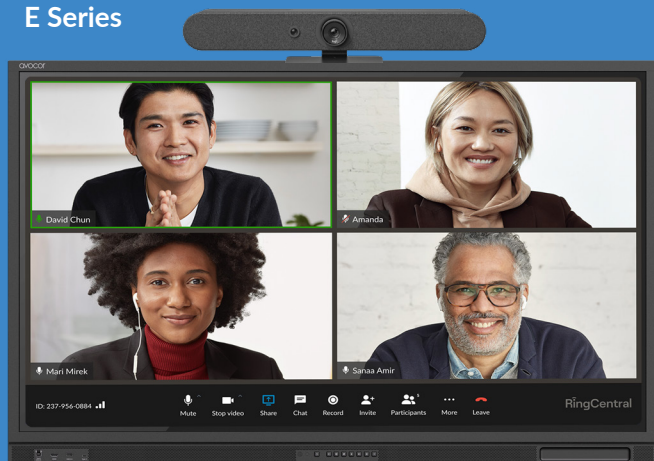 E Series
avocor
David Chun
Amanda
Mari Mirek
Sanaa Amir
ID: 237-956-0884
Mute
Stop video
Share
Chat
Record
Invite
Participants
More
Leave
RingCentral